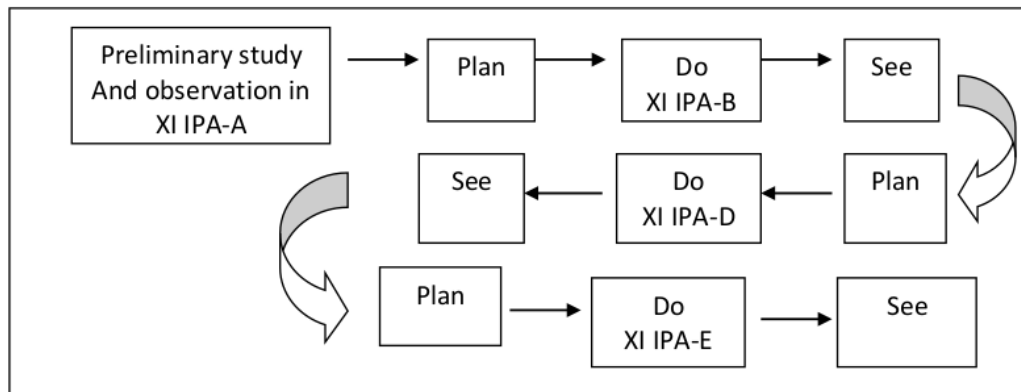 Preliminary study
And observation in
XI IPA-A
Plan
Do
XI IPA-B
See
Plan
Do
XI IPA-D
See
Plan
Do
XI IPA-E
See